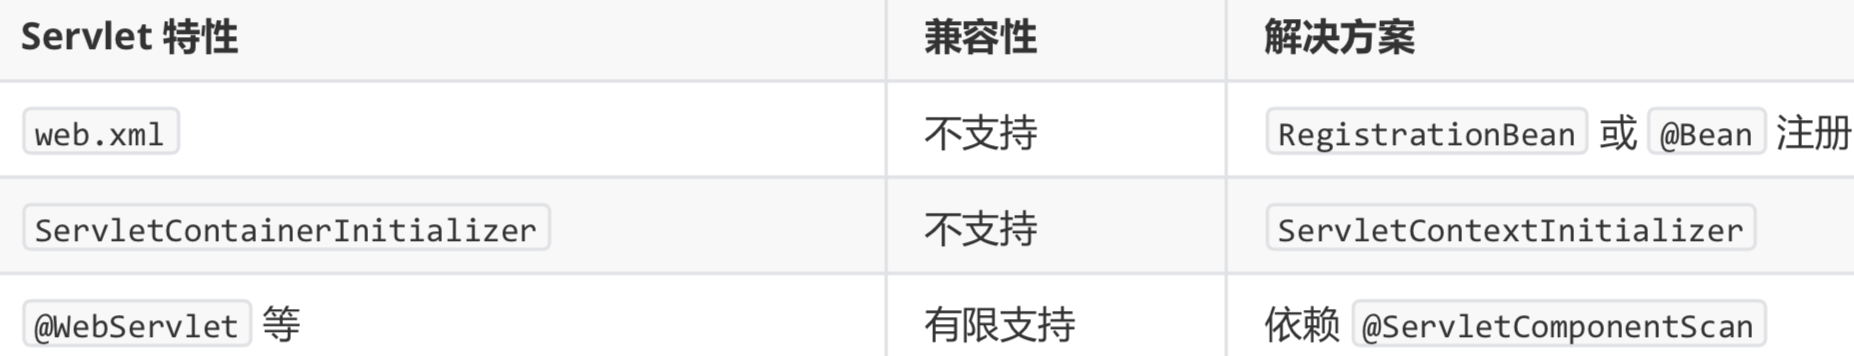 Servlet 特性 兼容性 解决方案
web.xml 不支持 RegistrationBean 或 @Bean 注册
ServletContainerInitializer 不支持 ServletContextInitializer
@WebServlet 等 有限支持 依赖 @ServletComponentScan